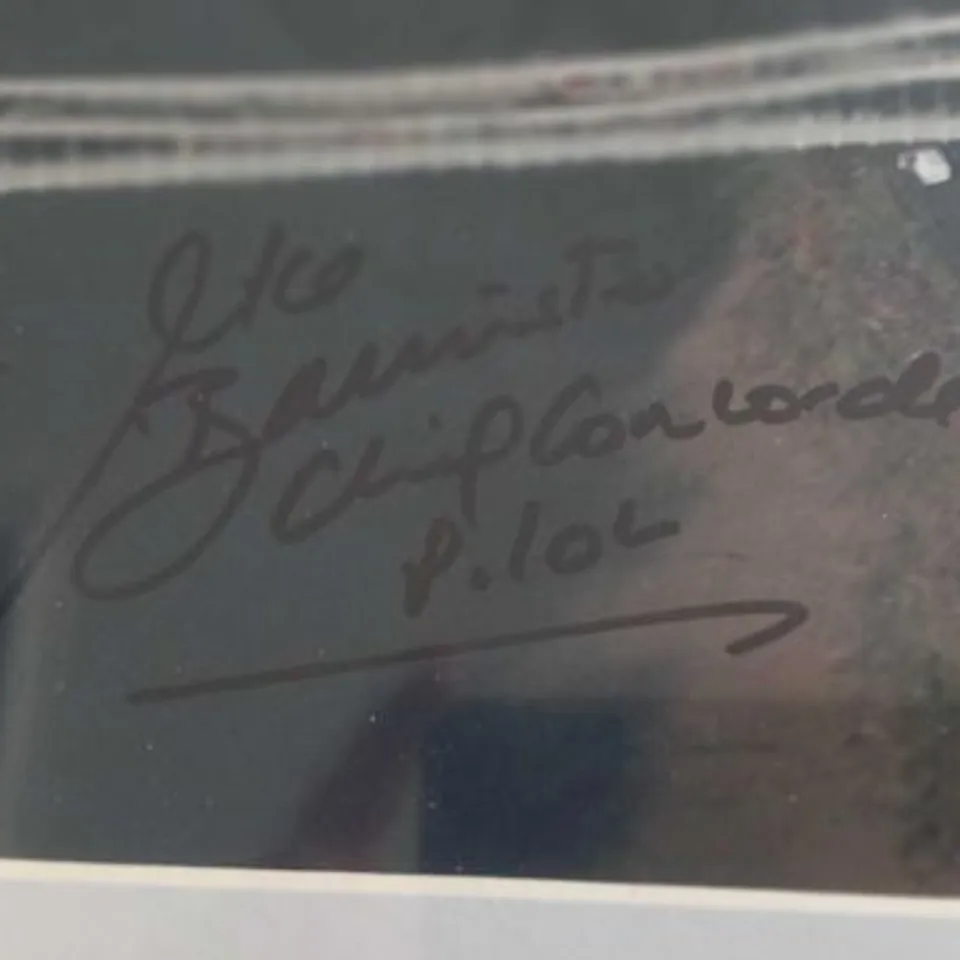 Mike
Bannister
Chief Concorde
Pilot